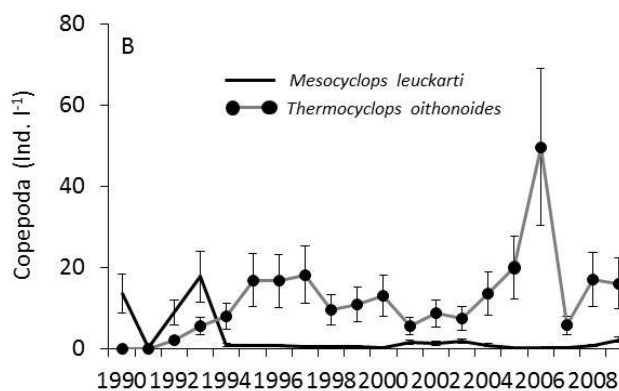 80
B
Mesocyclops leuckarti
Thermocyclops oithonoides
60
40
20
0
Copepoda (Ind. l-1)
1990 1992 1994 1996 1998 2000 2002 2004 2006 2008